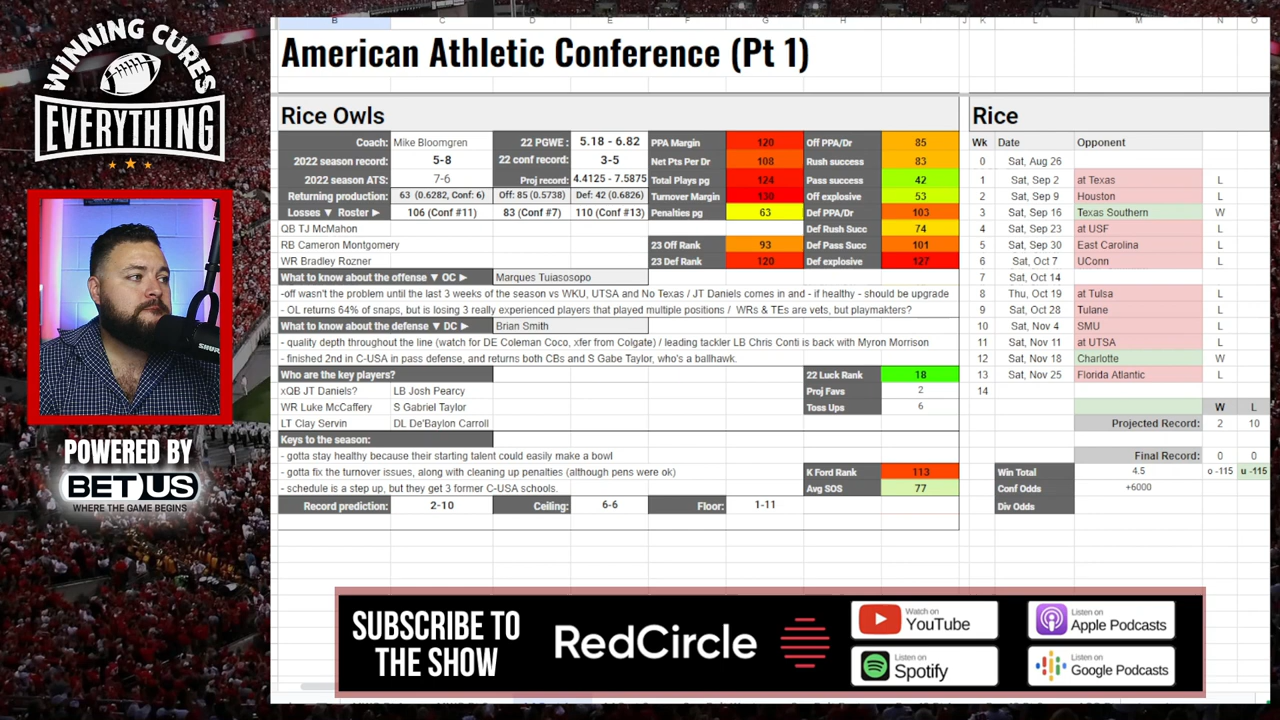 WINNING CURES
EVERYTHING
POWERED BY
BETUS
WHERE THE GAME BEGINS
B C D E F G H I J K L M N O
American Athletic Conference (Pt 1)
Rice Owls
Coach: Mike Bloomgren 22 PGWE : 5.18 - 6.82 PPA Margin 120 Off PPA/Dr 85
2022 season record: 5-8 22 conf record: 3-5 Net Pts Per Dr 108 Rush success 83
2022 season ATS: 7-6 Proj record: 4.4125 - 7.5875 Total Plays pg 124 Pass success 42
Returning production: 63 (0.6282, Conf: 6) Off: 85 (0.5738) Def: 42 (0.6826) Turnover Margin 130 Off explosive 53
Losses ▼ Roster ► 106 (Conf #11) 83 (Conf #7) 110 (Conf #13) Penalties pg 63 Def PPA/Dr 103
QB TJ McMahon Def Rush Succ 74
RB Cameron Montgomery 23 Off Rank 93 Def Pass Succ 101
WR Bradley Rozner 23 Def Rank 120 Def explosive 127
What to know about the offense ▼ OC ► Marques Tuiasosopo
-off wasn't the problem until the last 3 weeks of the season vs WKU, UTSA and No Texas / JT Daniels comes in and - if healthy - should be upgrade
- OL returns 64% of snaps, but is losing 3 really experienced players that played multiple positions / WRs & TEs are vets, but playmakers?
What to know about the defense ▼ DC ► Brian Smith
- quality depth throughout the line (watch for DE Coleman Coco, xfer from Colgate) / leading tackler LB Chris Conti is back with Myron Morrison
- finished 2nd in C-USA in pass defense, and returns both CBs and S Gabe Taylor, who's a ballhawk.
Who are the key players? 22 Luck Rank 18
xQB JT Daniels? LB Josh Pearcy Proj Favs 2
WR Luke McCaffery S Gabriel Taylor Toss Ups 6
LT Clay Servin DL De'Baylon Carroll
Keys to the season:
- gotta stay healthy because their starting talent could easily make a bowl
- gotta fix the turnover issues, along with cleaning up penalties (although pens were ok) K Ford Rank 113
- schedule is a step up, but they get 3 former C-USA schools. Avg SOS 77
Record prediction: 2-10 Ceiling: 6-6 Floor: 1-11
Rice
Wk Date Opponent
0 Sat, Aug 26
1 Sat, Sep 2 at Texas L
2 Sat, Sep 9 Houston L
3 Sat, Sep 16 Texas Southern W
4 Sat, Sep 23 at USF L
5 Sat, Sep 30 East Carolina L
6 Sat, Oct 7 UConn L
7 Sat, Oct 14
8 Thu, Oct 19 at Tulsa L
9 Sat, Oct 28 Tulane L
10 Sat, Nov 4 SMU L
11 Sat, Nov 11 at UTSA L
12 Sat, Nov 18 Charlotte W
13 Sat, Nov 25 Florida Atlantic L
14
W L
Projected Record: 2 10
Final Record: 0 0
Win Total 4.5 o -115 u -115
Conf Odds +6000
Div Odds
SUBSCRIBE TO
THE SHOW
RedCircle
Watch on
YouTube
Listen on
Apple Podcasts
Listen on
Spotify
Listen on
Google Podcasts